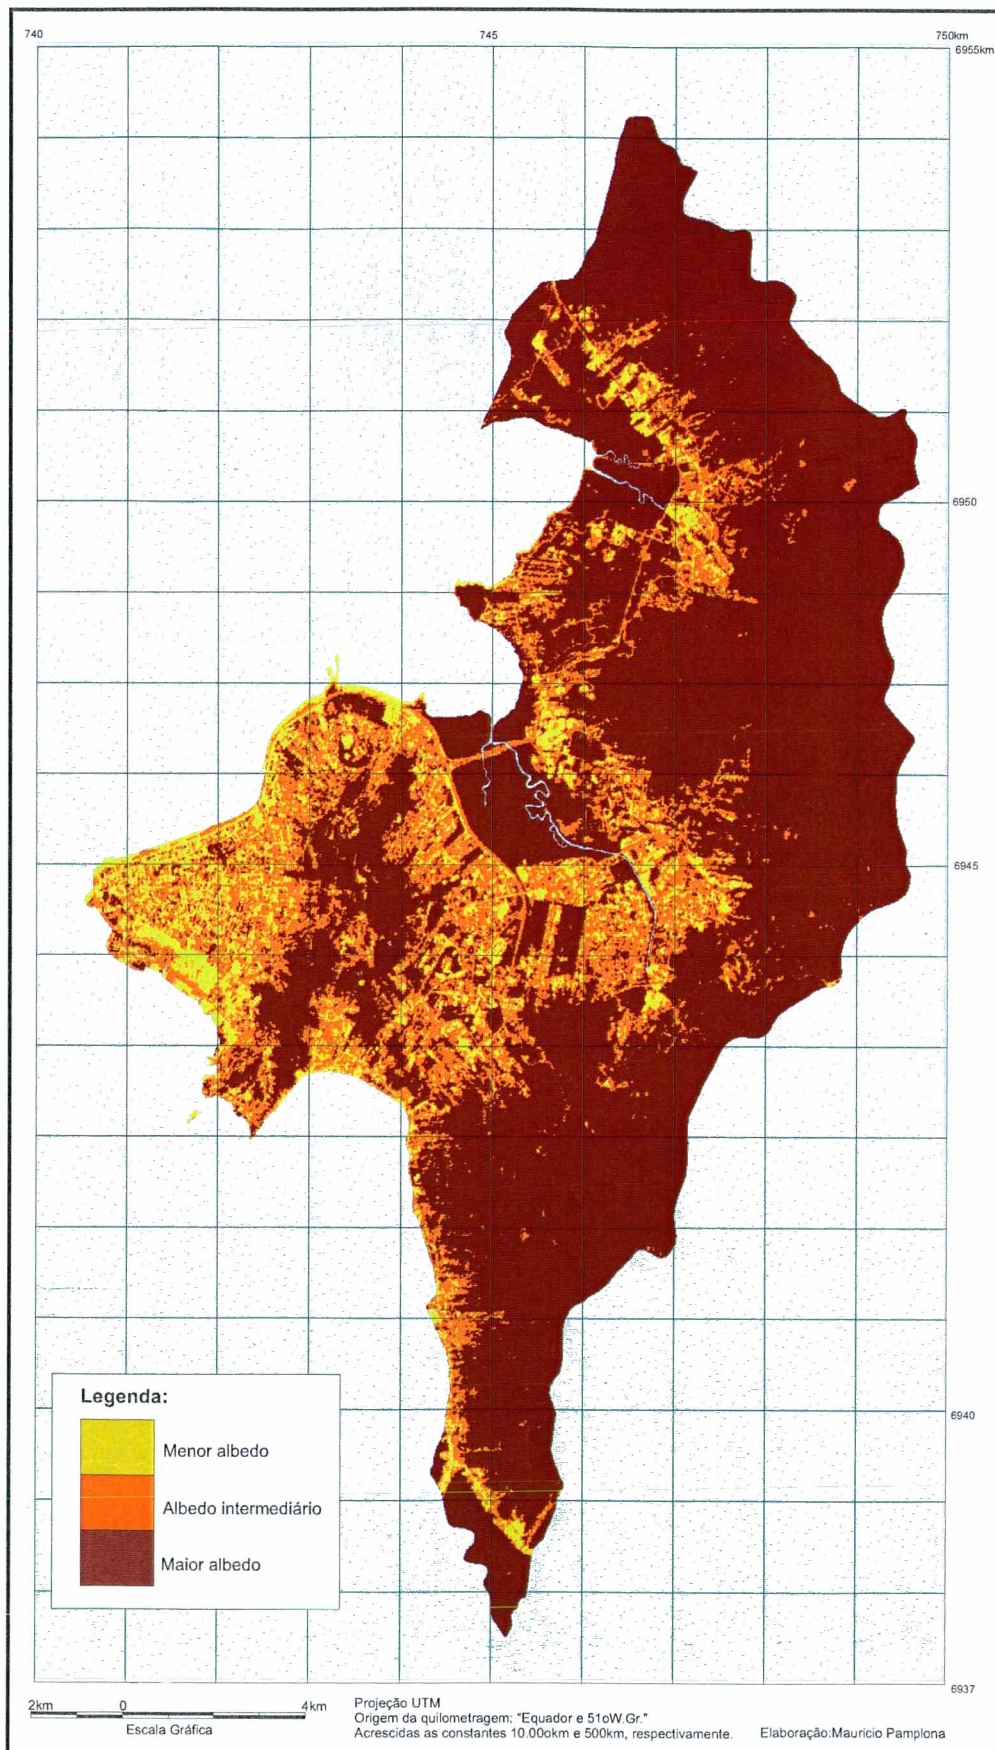 740
745
750km
6955km
6950
6945
6940
6937
Legenda:
Menor albedo
Albedo intermediário
Maior albedo
2km 0 4km
Escala Gráfica
Projeção UTM
Origem da quilometragem: "Equador e 51oW.Gr."
Acrescidas as constantes 10.00okm e 500km, respectivamente.
Elaboração:Mauricio Pamplona